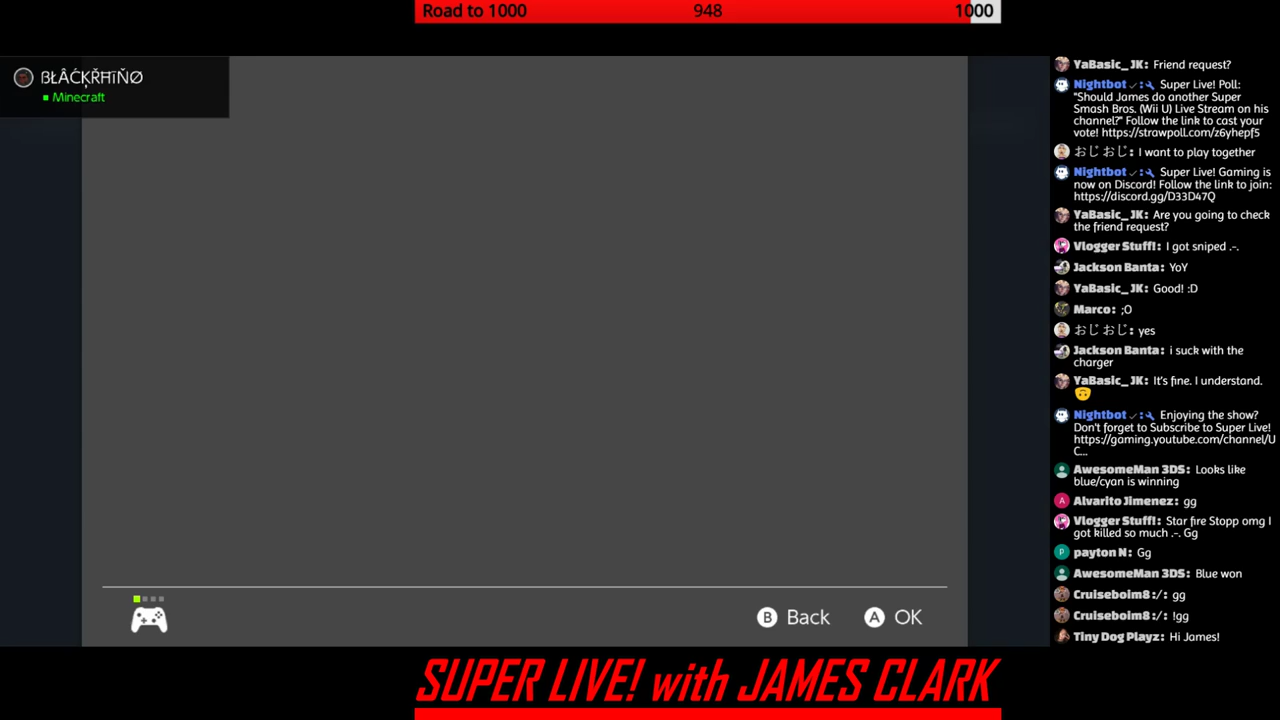 Road to 1000 948 1000
ßŁÂĊĶŘĦīŇØ
Minecraft
YaBasic_JK: Friend request?
Nightbot: Super Live! Poll:
"Should James do another Super
Smash Bros. (Wii U) Live Stream on his
channel?" Follow the link to cast your
vote! https://strawpoll.com/z6yhepf5
おじおじ: I want to play together
Nightbot: Super Live! Gaming is
now on Discord! Follow the link to join:
https://discord.gg/D33D47Q
YaBasic_JK: Are you going to check
the friend request?
Vlogger Stuff!: I got sniped .-.
Jackson Banta: YoY
YaBasic_JK: Good! :D
Marco: ;O
おじおじ: yes
Jackson Banta: i suck with the
charger
YaBasic_JK: It's fine. I understand.
Nightbot: Enjoying the show?
Don't forget to Subscribe to Super Live!
https://gaming.youtube.com/channel/U
C...
AwesomeMan 3DS: Looks like
blue/cyan is winning
A Alvarito Jimenez: gg
Vlogger Stuff!: Star fire Stopp omg I
got killed so much .-. Gg
P payton N: Gg
AwesomeMan 3DS: Blue won
Cruiseboim8:/: gg
Cruiseboim8:/: !gg
Tiny Dog Playz: Hi James!
B Back A OK
SUPER LIVE! with JAMES CLARK